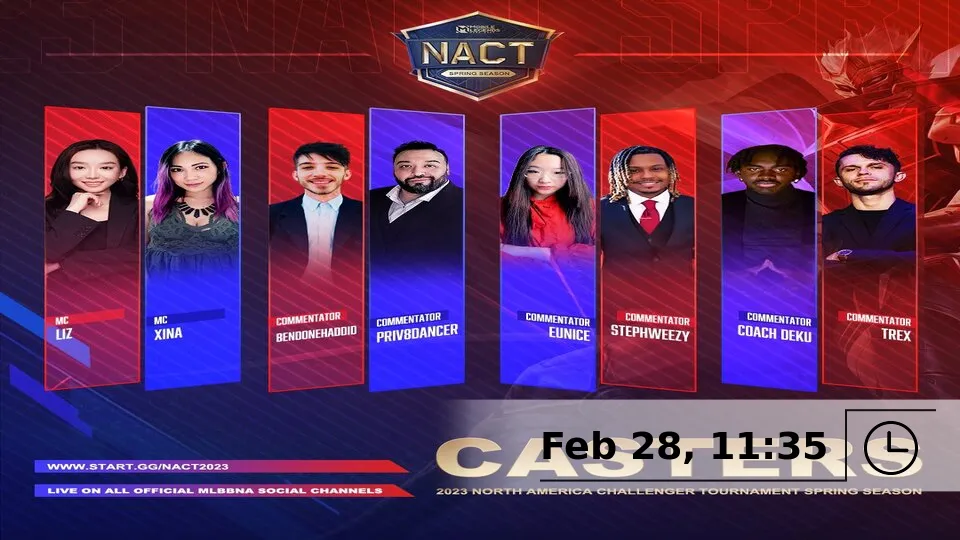 MOBILE
LEGENDS
NACT
SPRING SEASON
MC
LIZ
MC
XINA
COMMENTATOR
BENDONEHADDID
COMMENTATOR
PRIV8DANCER
COMMENTATOR
EUNICE
COMMENTATOR
STEPHWEEZY
COMMENTATOR
COACH DEKU
COMMENTATOR
TREX
CASTERS
Feb 28, 11:35
WWW.START.GG/NACT2023
LIVE ON ALL OFFICIAL MLBBNA SOCIAL CHANNELS
2023 NORTH AMERICA CHALLENGER TOURNAMENT SPRING SEASON